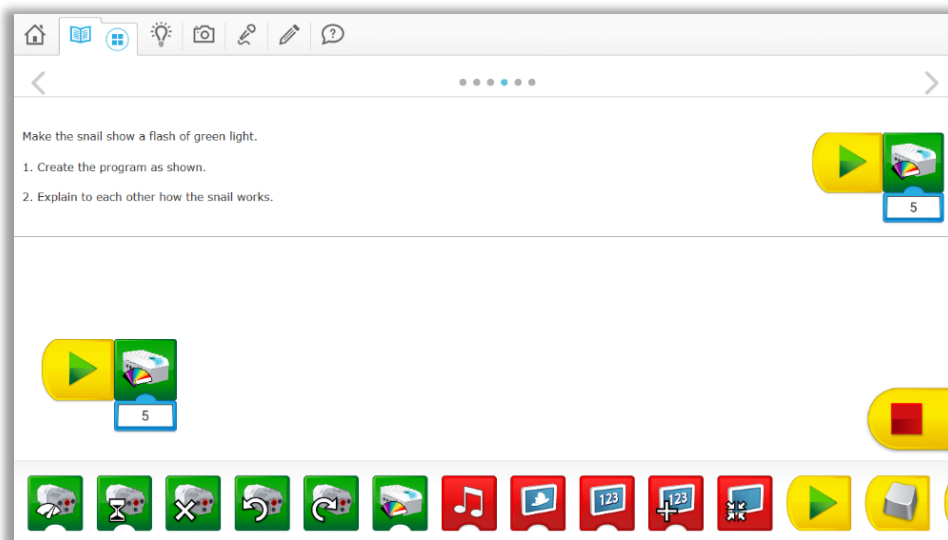 Make the snail show a flash of green light.
1. Create the program as shown.
2. Explain to each other how the snail works.
5
5
123
123